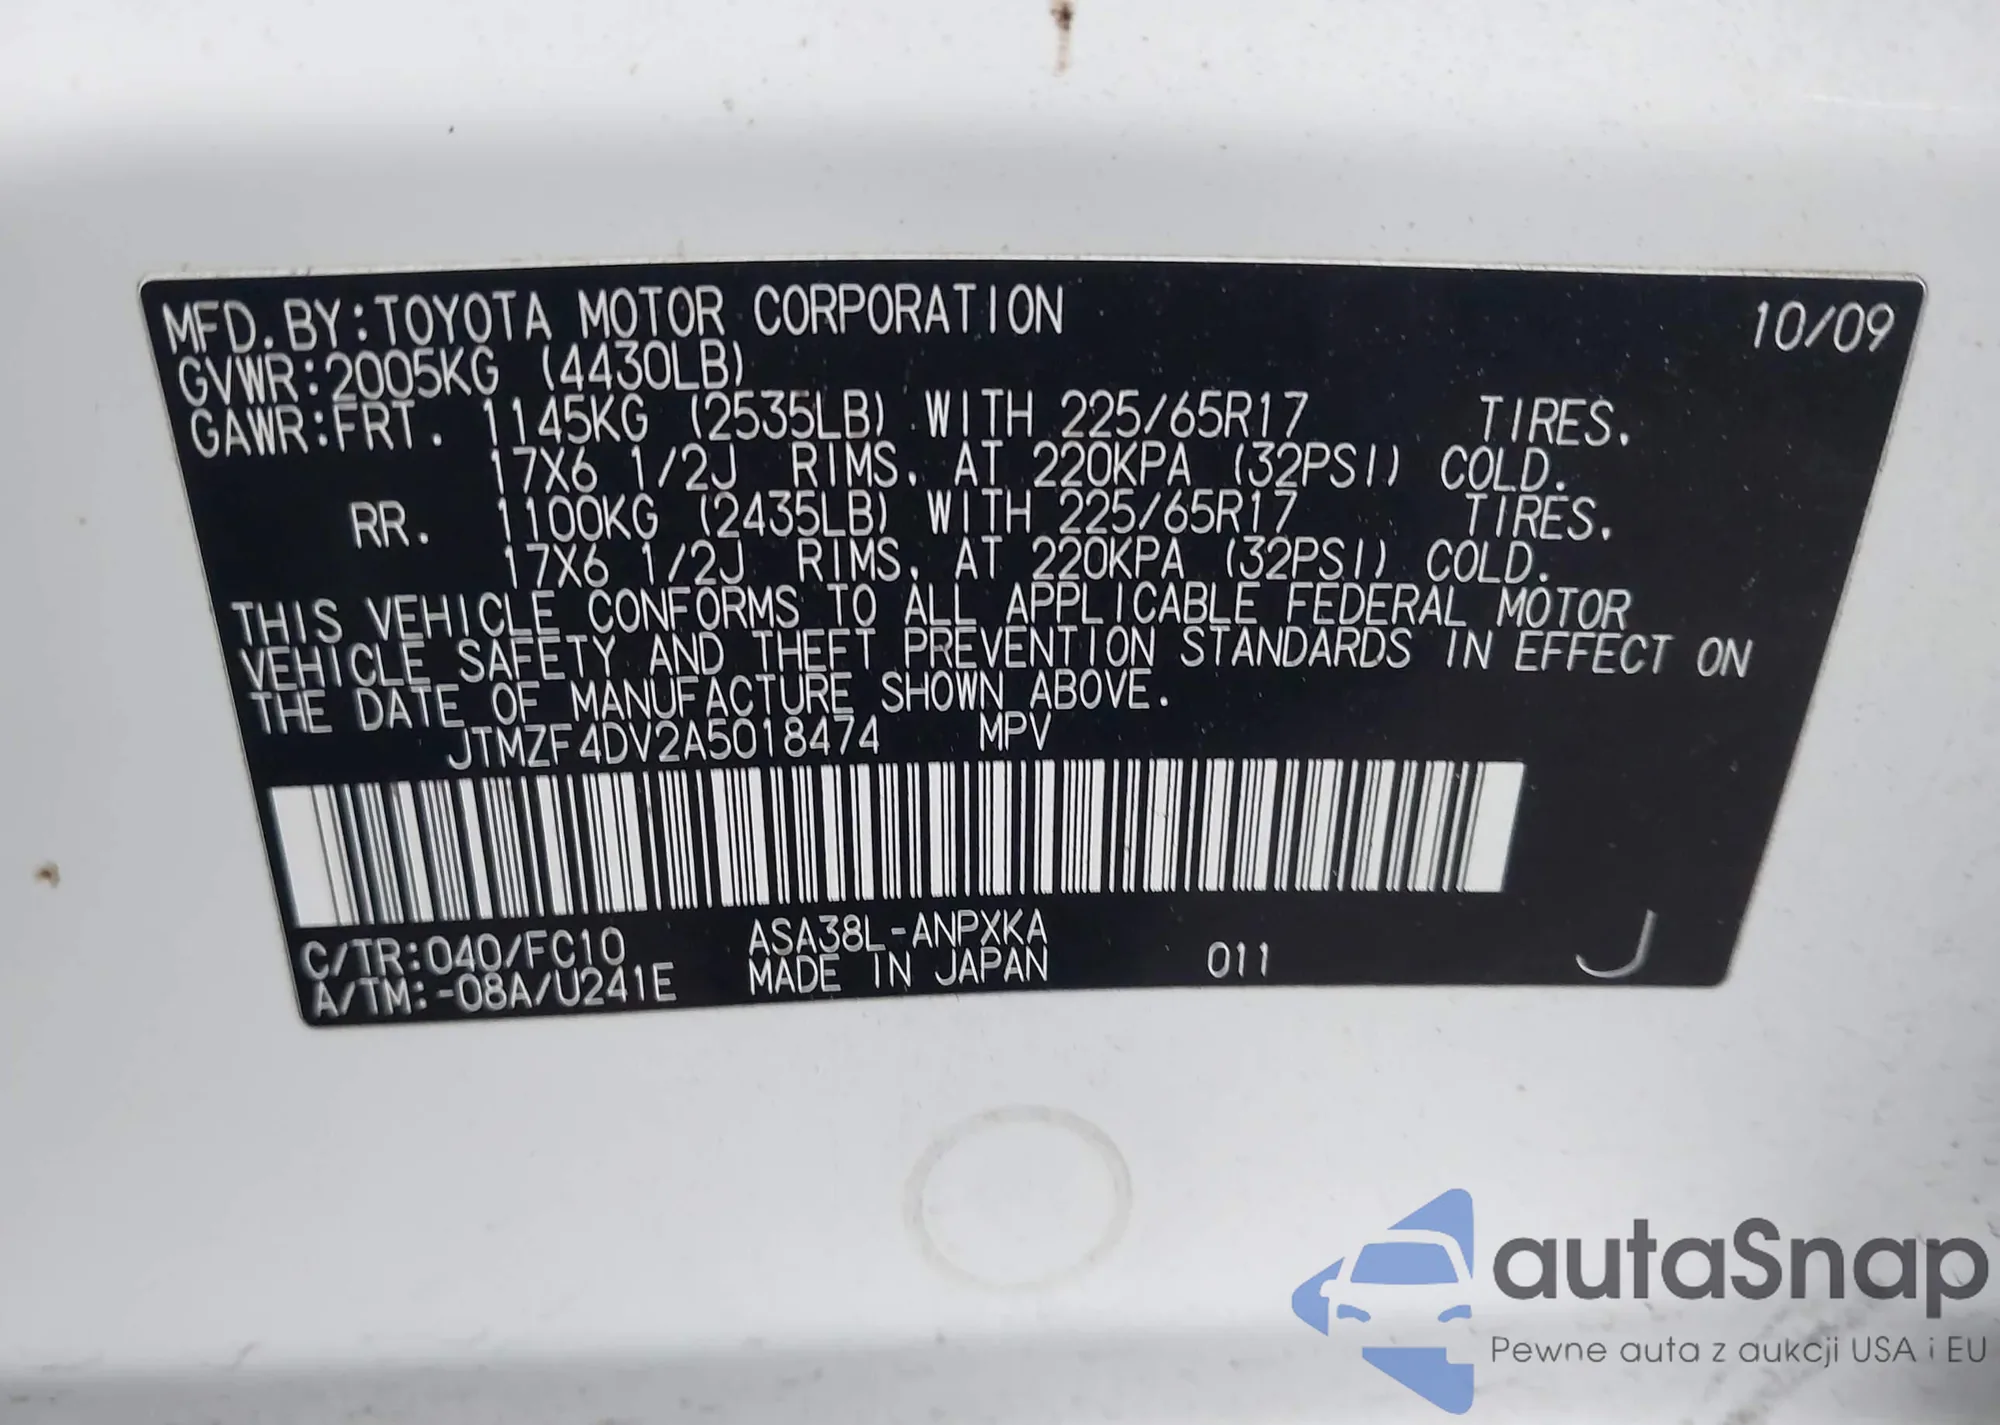 MFD. BY: TOYOTA MOTOR CORPORATION 10/09
GVWR: 2005KG (4430LB)
GAWR: FRT. 1145KG (2535LB) WITH 225/65R17 TIRES.
17X6 1/2J RIMS, AT 220KPA (32PSI) COLD.
RR. 1100KG (2435LB) WITH 225/65R17 TIRES.
17X6 1/2J RIMS, AT 220KPA (32PSI) COLD.
THIS VEHICLE CONFORMS TO ALL APPLICABLE FEDERAL MOTOR
VEHICLE SAFETY AND THEFT PREVENTION STANDARDS IN EFFECT ON
THE DATE OF MANUFACTURE SHOWN ABOVE.
JTMZF4DV2A5018474 MPV
C/TR: 040/FC10 ASA38L-ANPXKA
A/TM: -08A/U241E MADE IN JAPAN 011 J
autaSnap
Pewne auta z aukcji USA i EU